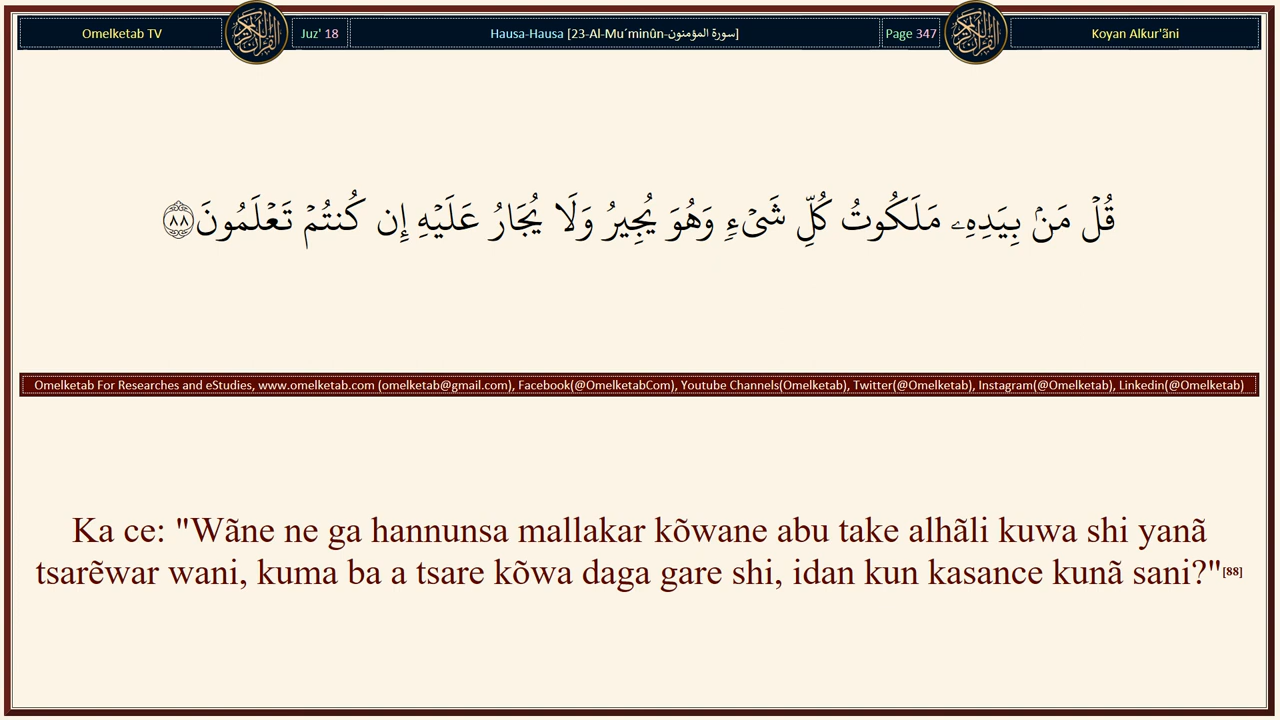 Omelketab TV
Juz' 18
Hausa-Hausa [23-Al-Mu´minûn-سورة المؤمنون]
Page 347
Koyan Alƙur'ãni
قُلۡ مَنۢ بِيَدِهِۦ مَلَكُوتُ كُلِّ شَىۡءٖ وَهُوَ يُجِيرُ وَلَا يُجَارُ عَلَيۡهِ إِن كُنتُمۡ تَعۡلَمُونَ ٨٨
Omelketab For Researches and eStudies, www.omelketab.com (omelketab@gmail.com), Facebook(@OmelketabCom), Youtube Channels(Omelketab), Twitter(@Omelketab), Instagram(@Omelketab), Linkedin(@Omelketab)
Ka ce: "Wãne ne ga hannunsa mallakar kõwane abu take alhãli kuwa shi yanã
tsarẽwar wani, kuma ba a tsare kõwa daga gare shi, idan kun kasance kunã sani?"[88]